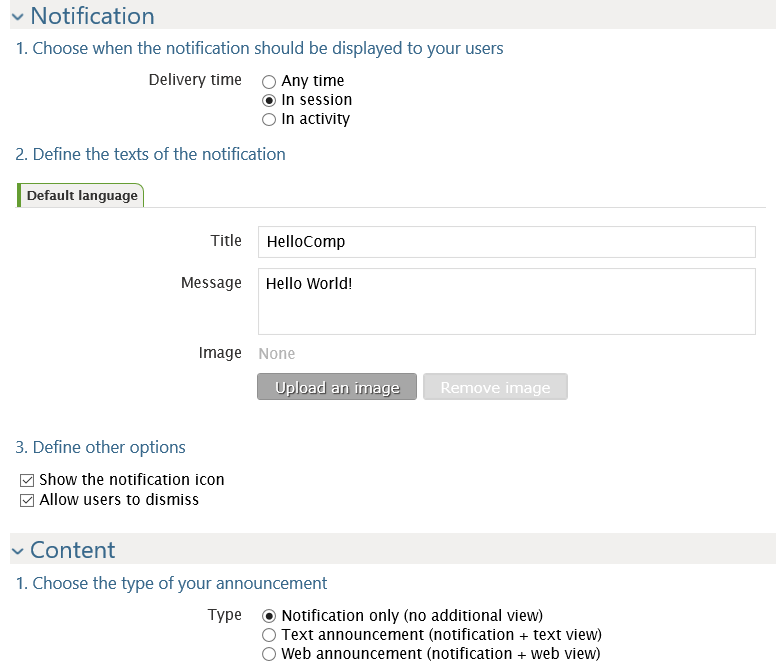 Notification
1. Choose when the notification should be displayed to your users
Delivery time
Any time
In session
In activity
2. Define the texts of the notification
Default language
Title
HelloComp
Message
Hello World!
Image
None
Upload an image
Remove image
3. Define other options
Show the notification icon
Allow users to dismiss
Content
1. Choose the type of your announcement
Type
Notification only (no additional view)
Text announcement (notification + text view)
Web announcement (notification + web view)